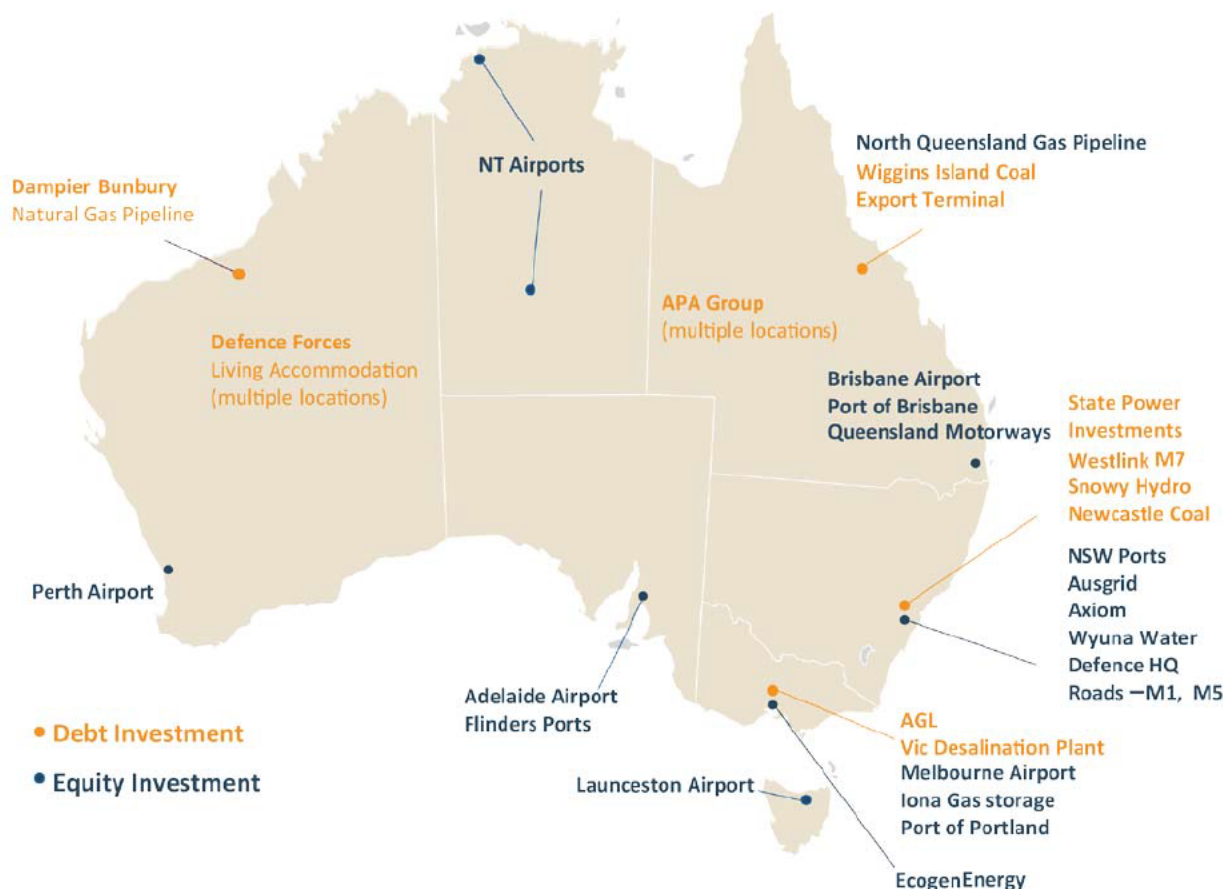 NT Airports
North Queensland Gas Pipeline
Wiggins Island Coal
Export Terminal
Dampier Bunbury
Natural Gas Pipeline
APA Group
(multiple locations)
Defence Forces
Living Accommodation
(multiple locations)
Brisbane Airport
Port of Brisbane
Queensland Motorways
State Power
Investments
Westlink M7
Snowy Hydro
Newcastle Coal
NSW Ports
Ausgrid
Axiom
Wyuna Water
Defence HQ
Roads —M1, M5
Perth Airport
Adelaide Airport
Flinders Ports
AGL
Vic Desalination Plant
Melbourne Airport
Iona Gas storage
Port of Portland
Launceston Airport
EcogenEnergy
Debt Investment
Equity Investment